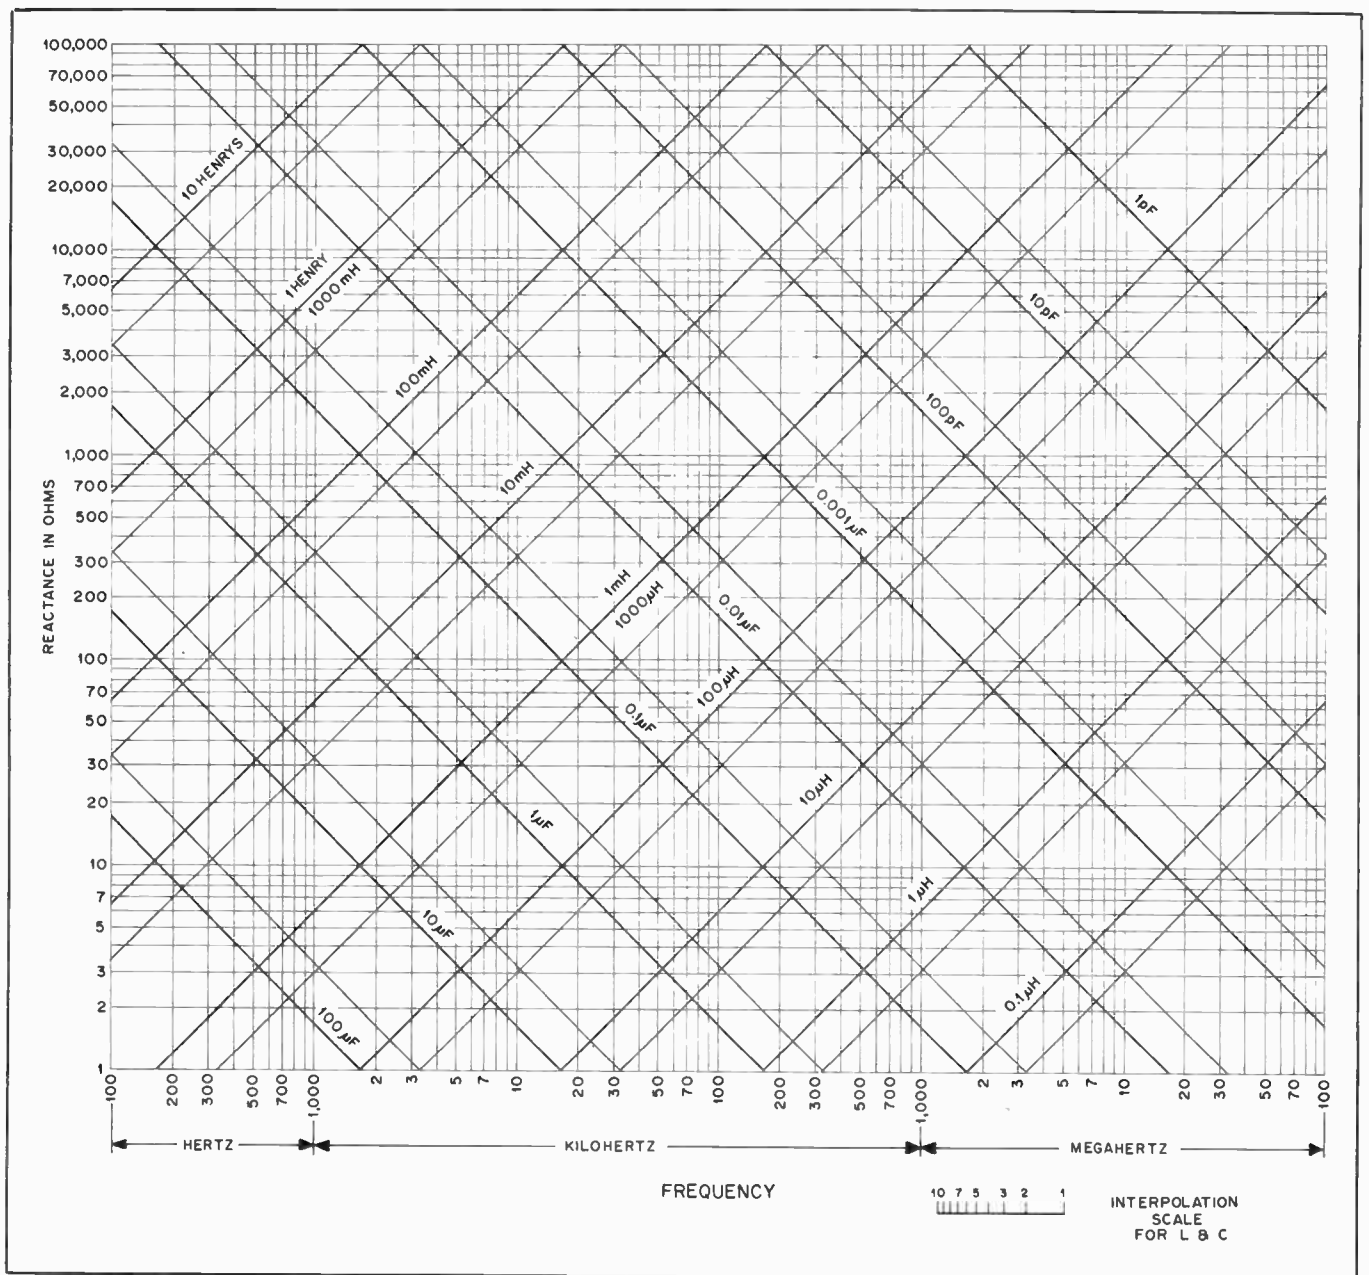 REACTANCE IN OHMS
100,000
70,000
50,000
30,000
20,000
10,000
7,000
5,000
3,000
2,000
1,000
700
500
300
200
100
70
50
30
20
10
7
5
3
2
1
10 HENRYS
1 HENRY
1000 mH
100mH
10mH
1mH
1000μH
100μH
10μH
1μH
0.1μH
1pF
10pF
100pF
0.001μF
0.01μF
0.1μF
1μF
10μF
100μF
100 200 300 500 700 1,000 2 3 5 7 10 20 30 50 70 100 200 300 500 700 1,000 2 3 5 7 10 20 30 50 70 100
HERTZ KILOHERTZ MEGAHERTZ
FREQUENCY
10 7 5 3 2 1
INTERPOLATION
SCALE
FOR L & C